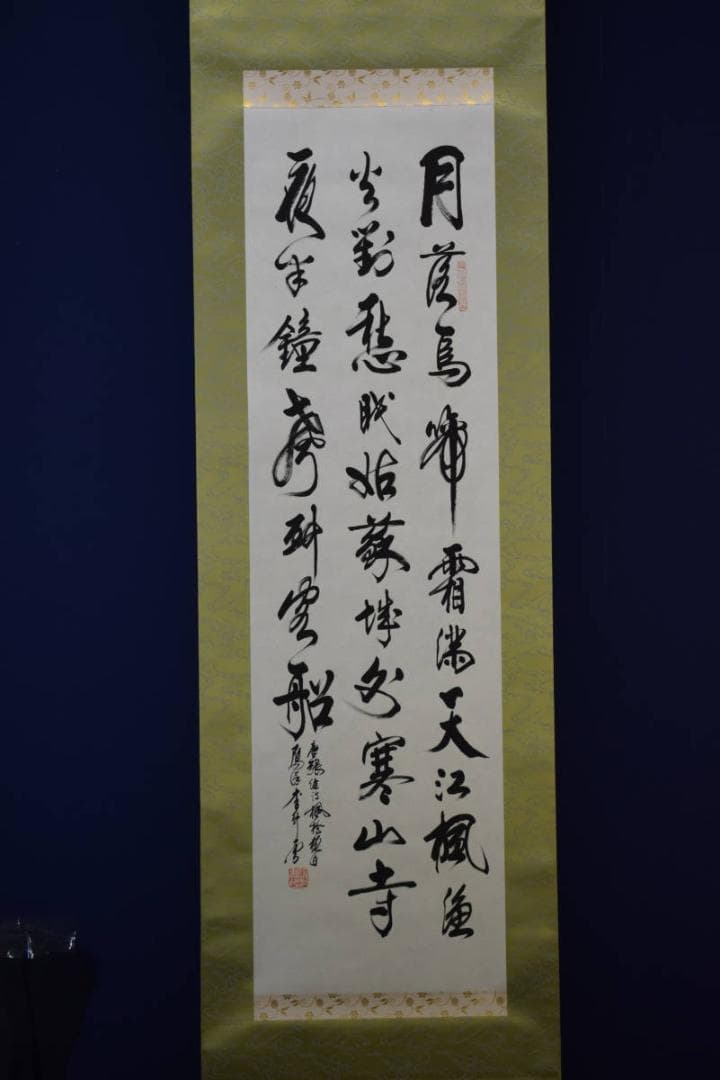 月落烏啼霜滿天江楓漁
火對愁眠姑蘇城外寒山寺
夜半鐘聲到客船
唐張繼詩楓橋夜泊